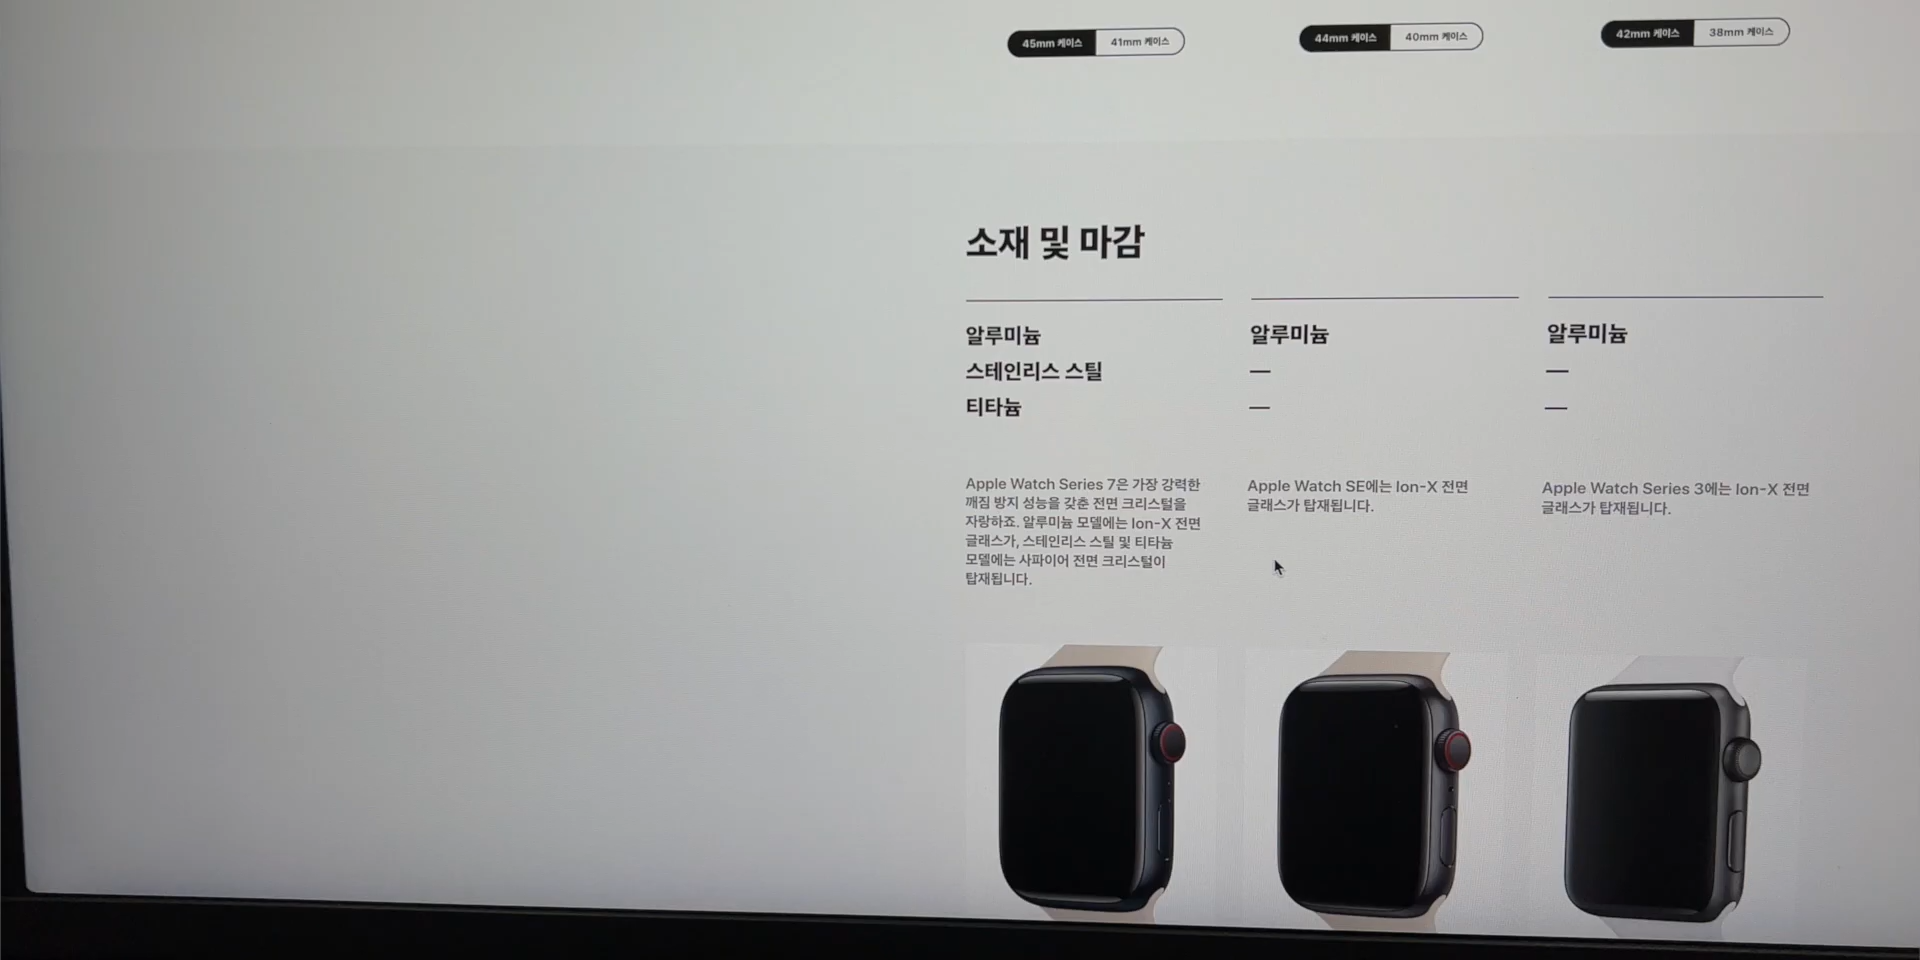 45mm 케이스 41mm 케이스
44mm 케이스 40mm 케이스
42mm 케이스 38mm 케이스
소재 및 마감
알루미늄
스테인리스 스틸
티타늄
Apple Watch Series 7은 가장 강력한
깨짐 방지 성능을 갖춘 전면 크리스털을
자랑하죠. 알루미늄 모델에는 Ion-X 전면
글래스가, 스테인리스 스틸 및 티타늄
모델에는 사파이어 전면 크리스털이
탑재됩니다.
알루미늄
—
—
Apple Watch SE에는 Ion-X 전면
글래스가 탑재됩니다.
알루미늄
—
—
Apple Watch Series 3에는 Ion-X 전면
글래스가 탑재됩니다.